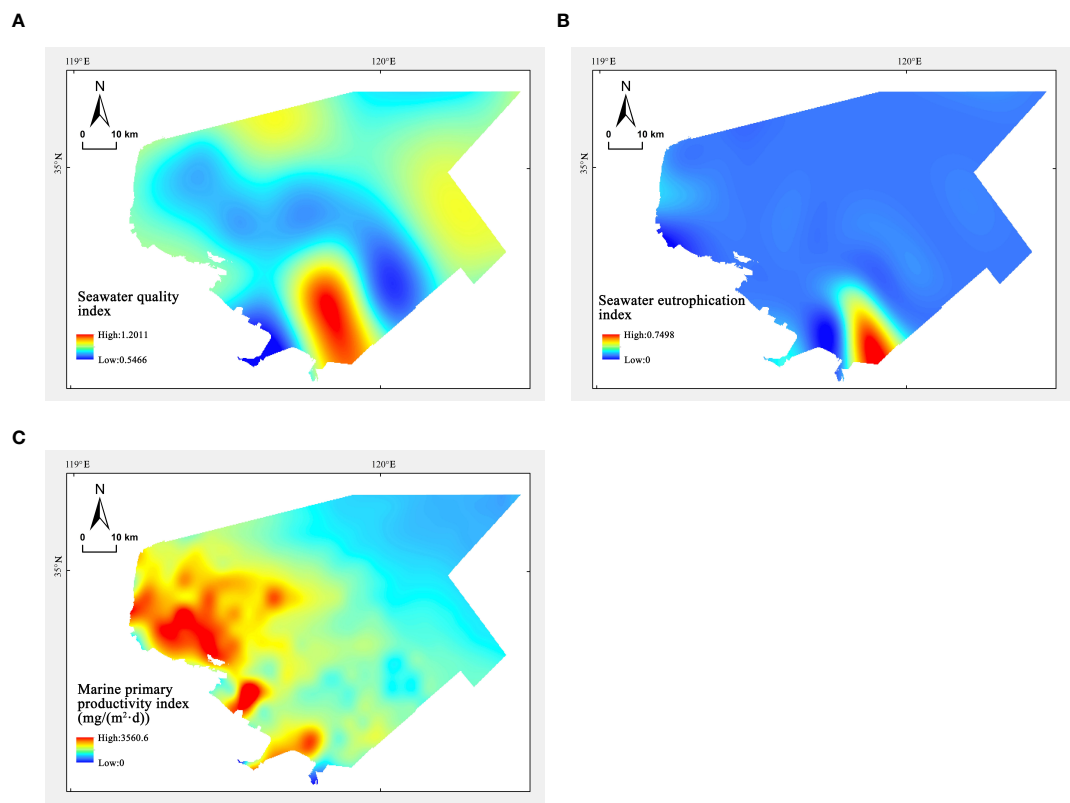 A
119°E
120°E
N
0 10 km
35°N
Seawater quality
index
High:1.2011
Low:0.5466
B
119°E
120°E
N
0 10 km
35°N
Seawater eutrophication
index
High:0.7498
Low:0
C
119°E
120°E
N
0 10 km
35°N
Marine primary
productivity index
(mg/(m²·d))
High:3560.6
Low:0